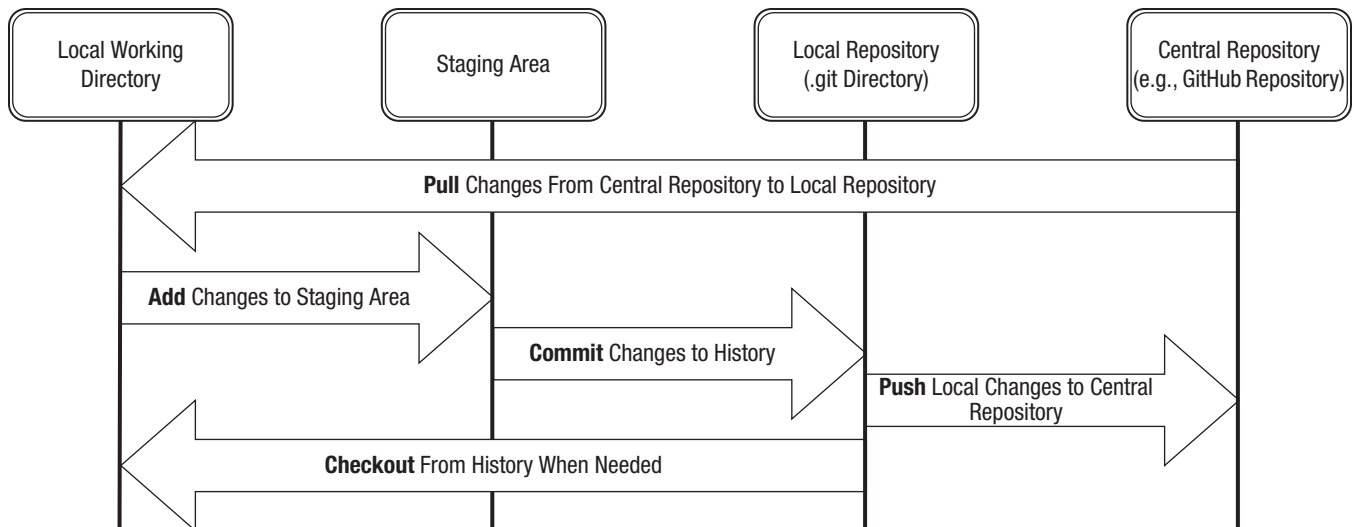 Local Working
Directory
Staging Area
Local Repository
(.git Directory)
Central Repository
(e.g., GitHub Repository)
Pull Changes From Central Repository to Local Repository
Add Changes to Staging Area
Commit Changes to History
Push Local Changes to Central
Repository
Checkout From History When Needed